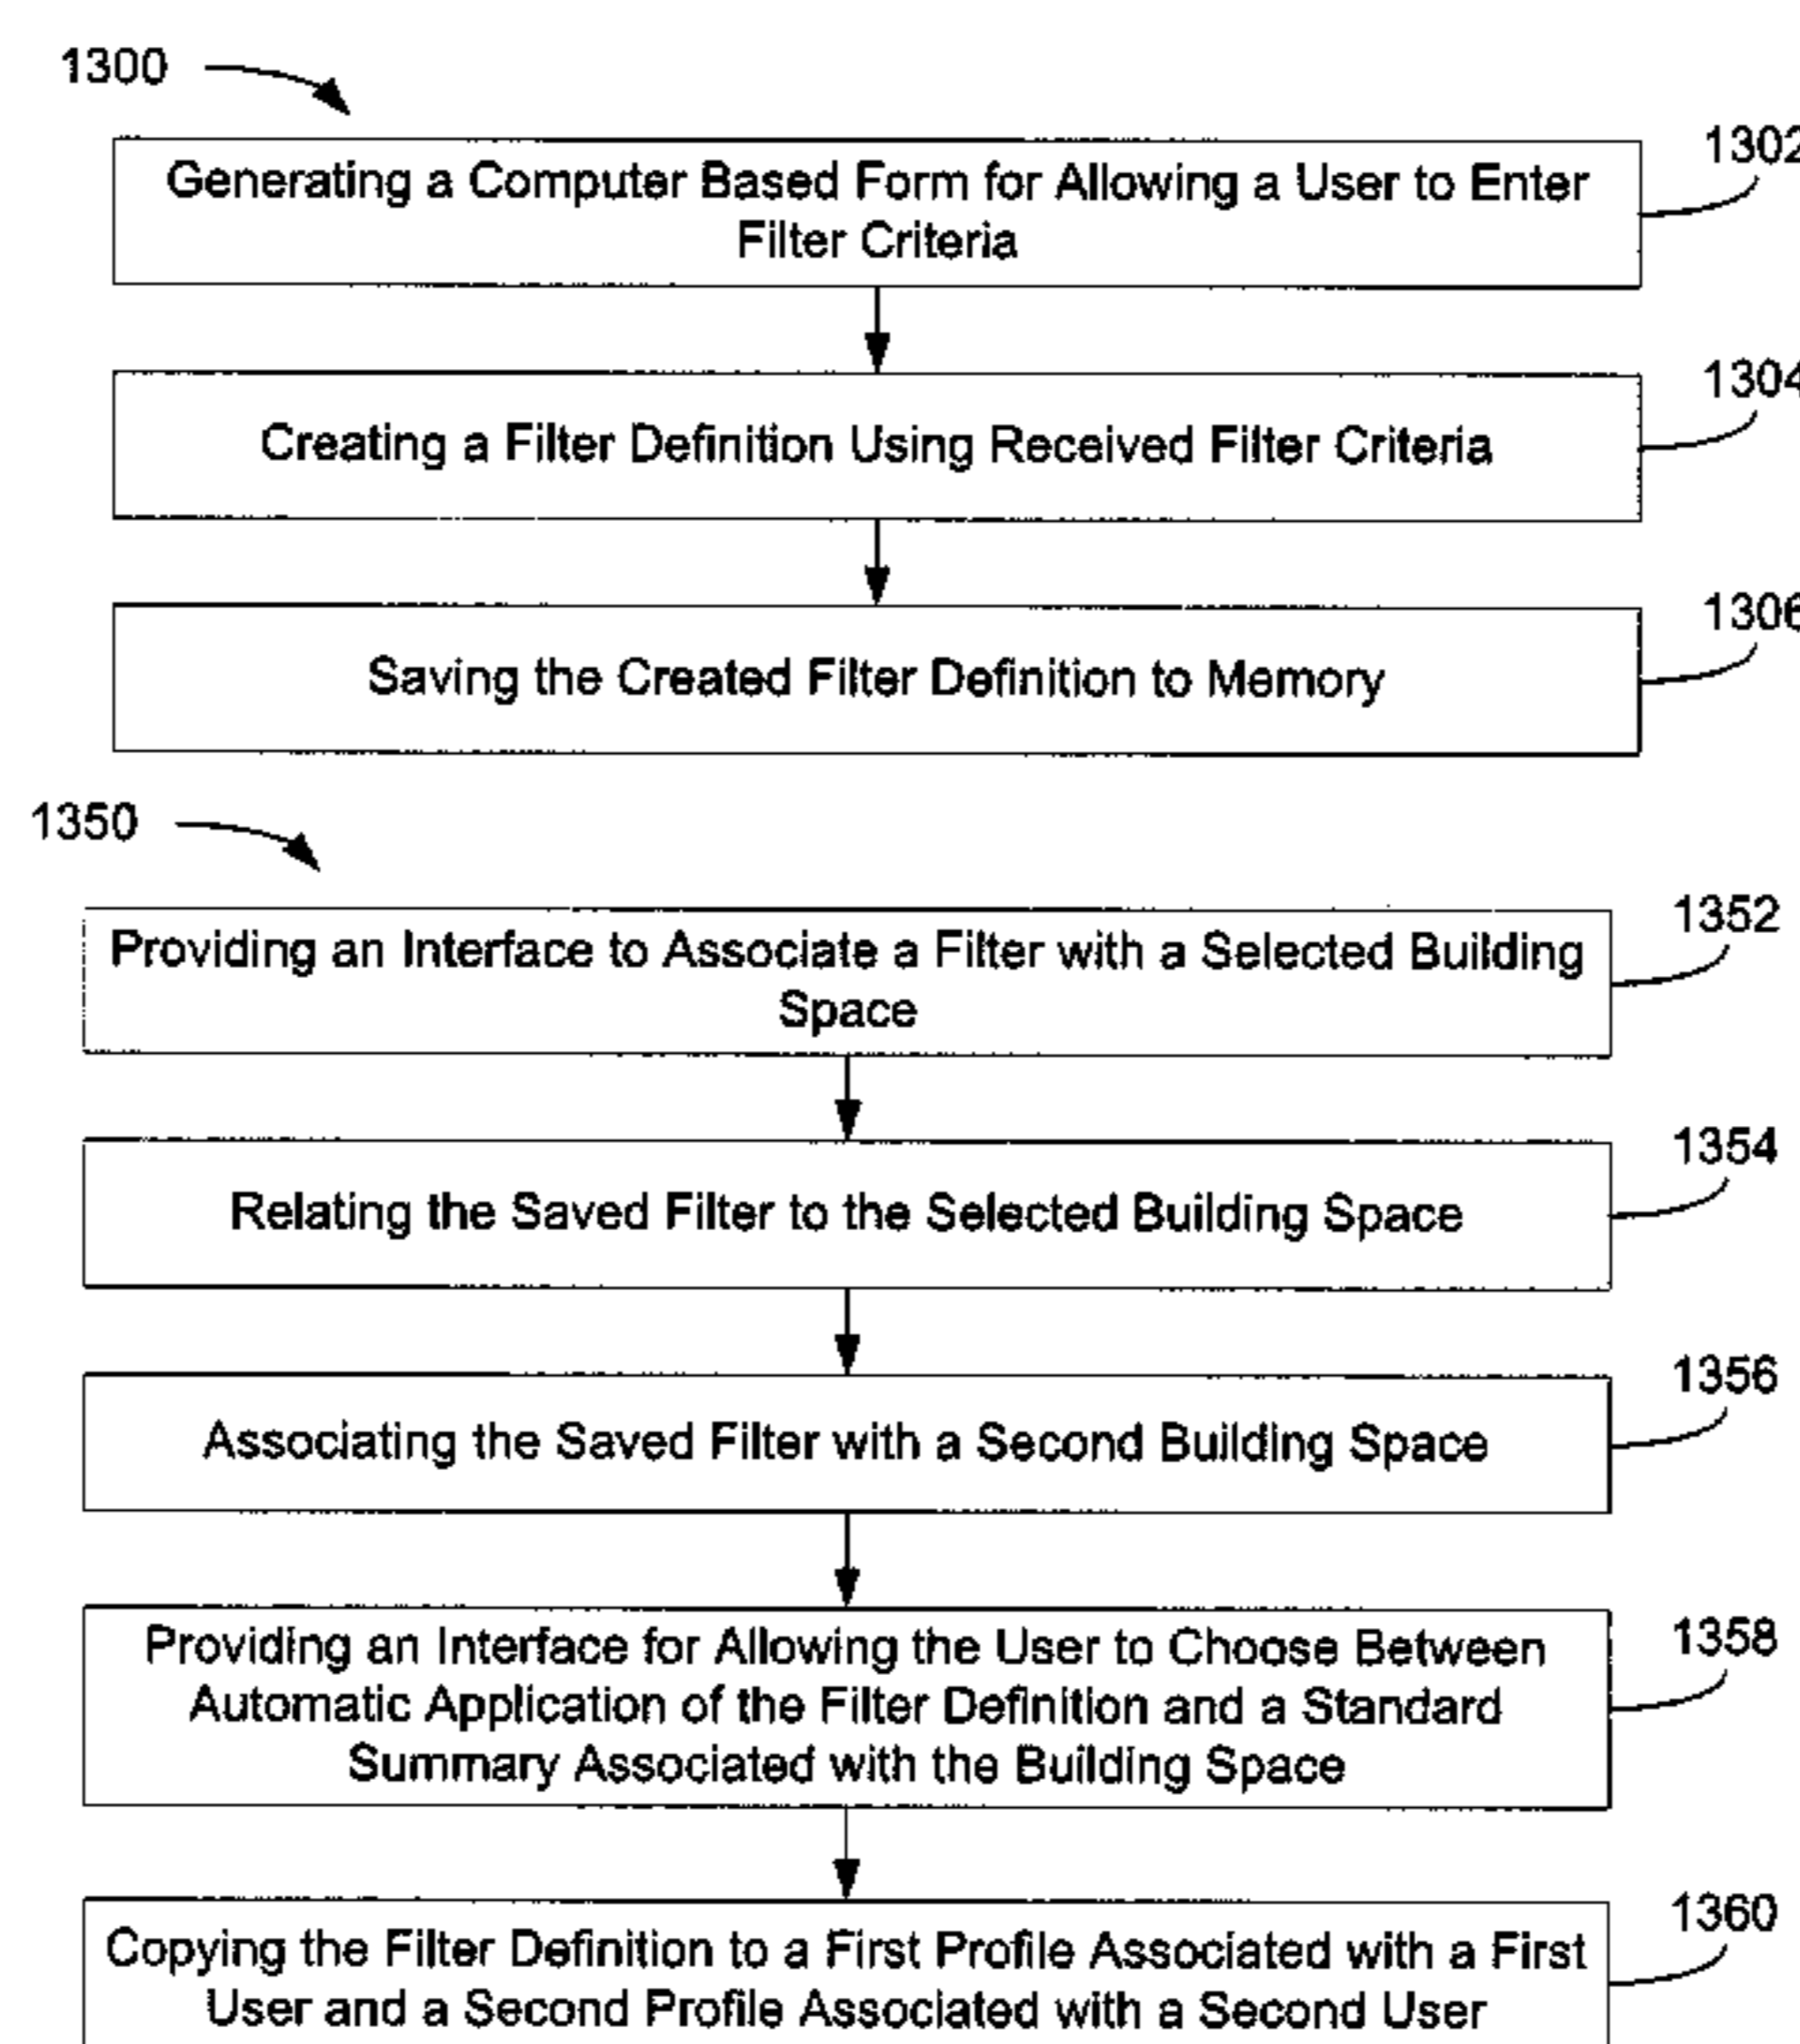 1300
1302
Generating a Computer Based Form for Allowing a User to Enter
Filter Criteria
1304
Creating a Filter Definition Using Received Filter Criteria
1306
Saving the Created Filter Definition to Memory
1350
1352
Providing an Interface to Associate a Filter with a Selected Building
Space
1354
Relating the Saved Filter to the Selected Building Space
1356
Associating the Saved Filter with a Second Building Space
1358
Providing an Interface for Allowing the User to Choose Between
Automatic Application of the Filter Definition and a Standard
Summary Associated with the Building Space
1360
Copying the Filter Definition to a First Profile Associated with a First
User and a Second Profile Associated with a Second User